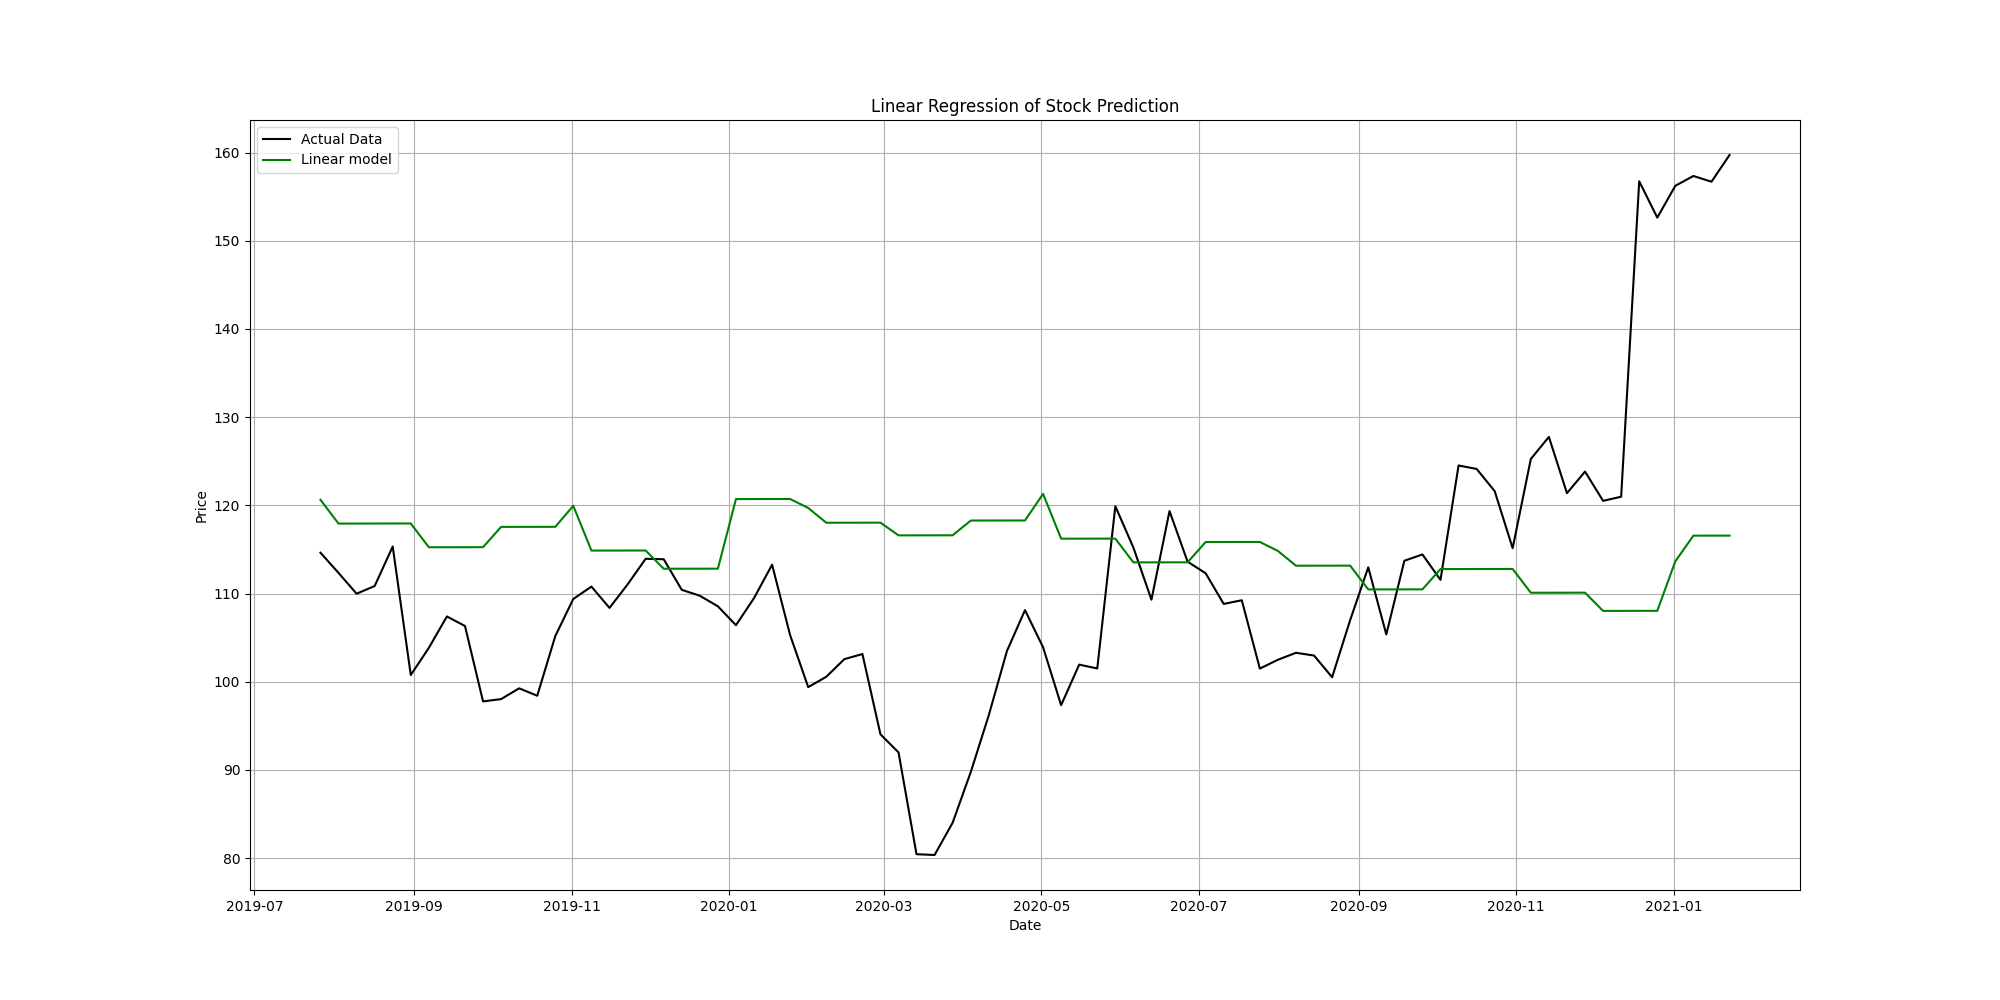 Linear Regression of Stock Prediction
Actual Data
Linear model
160
150
140
130
120
110
100
90
80
Price
2019-07 2019-09 2019-11 2020-01 2020-03 2020-05 2020-07 2020-09 2020-11 2021-01
Date